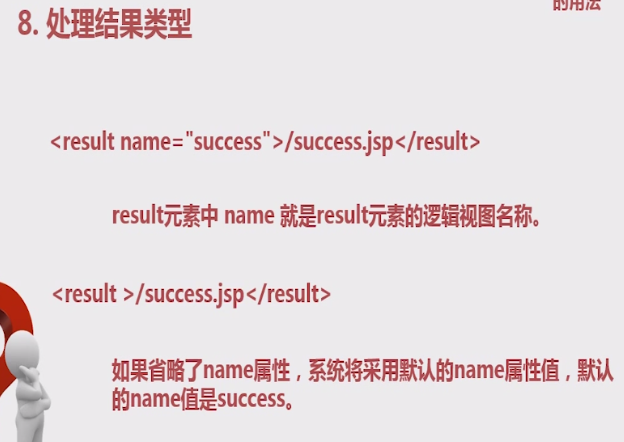 的用法
8. 处理结果类型
<result name="success">/success.jsp</result>
result元素中 name 就是result元素的逻辑视图名称。
<result >/success.jsp</result>
如果省略了name属性，系统将采用默认的name属性值，默认
的name值是success。